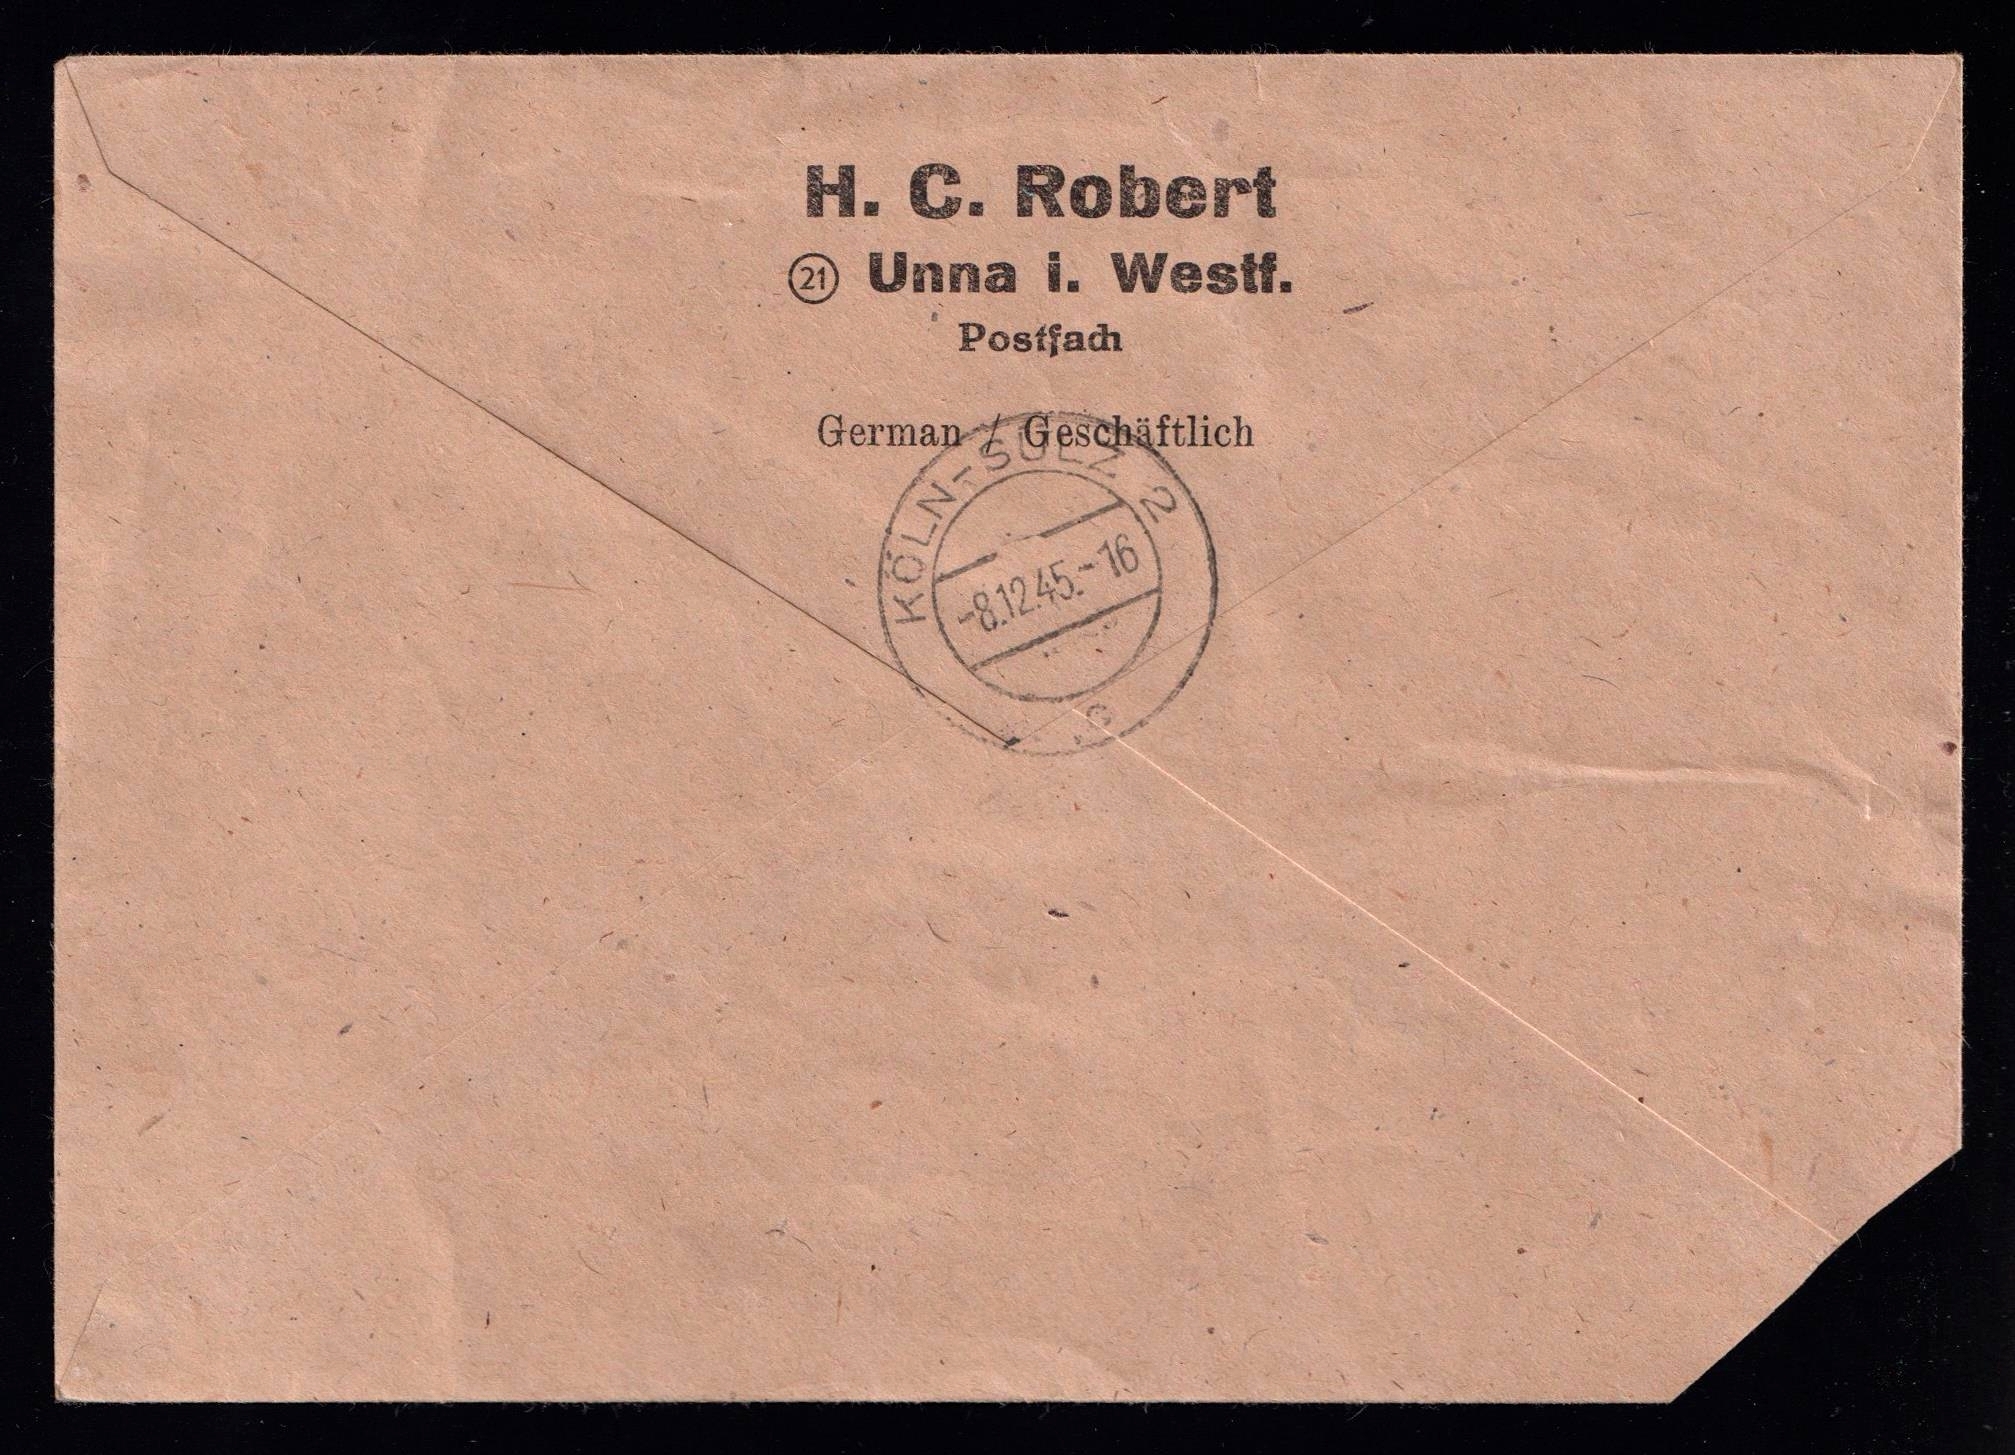 H. C. Robert
21 Unna i. Westf.
Postfach
German / Geschäftlich
KÖLN-SÜLZ 2
-8.12.45.-16